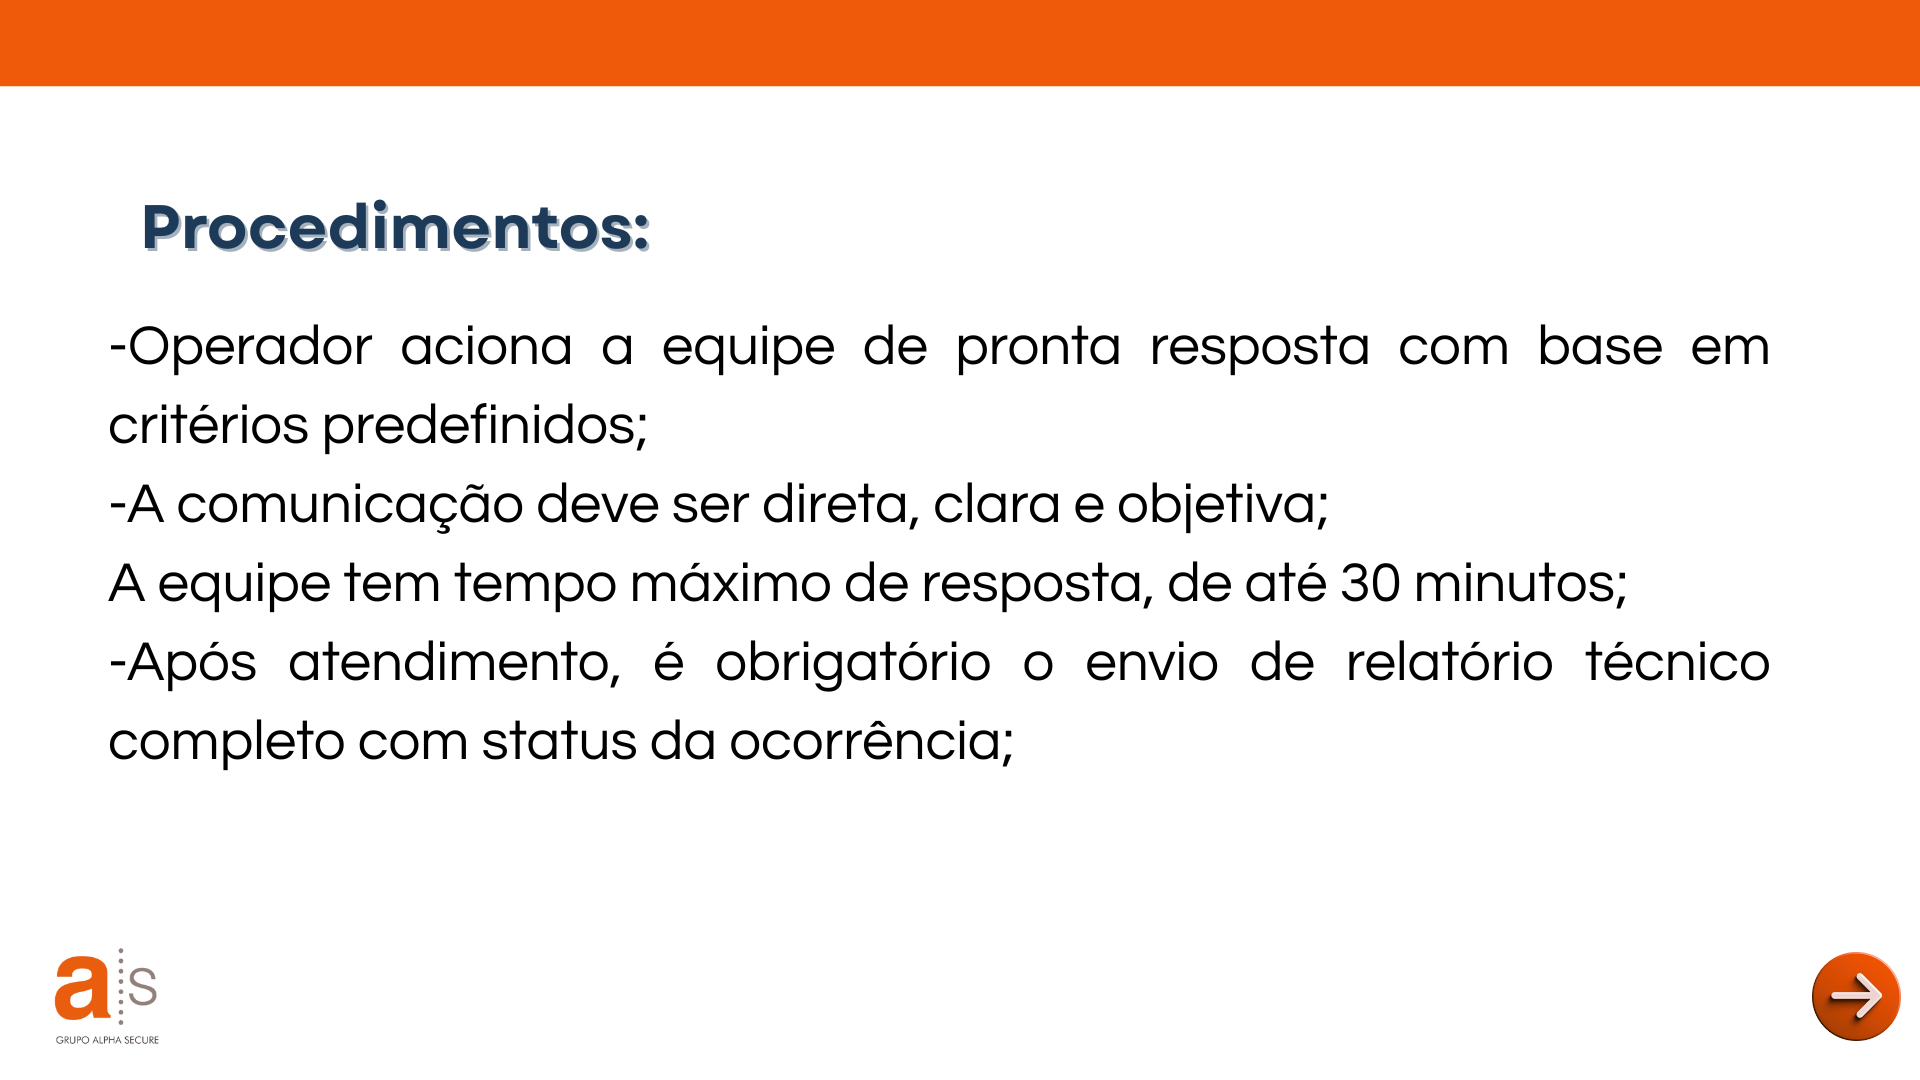 Procedimentos:
-Operador aciona a equipe de pronta resposta com base em
critérios predefinidos;
-A comunicação deve ser direta, clara e objetiva;
A equipe tem tempo máximo de resposta, de até 30 minutos;
-Após atendimento, é obrigatório o envio de relatório técnico
completo com status da ocorrência;
a s
GRUPO ALPHA SECURE